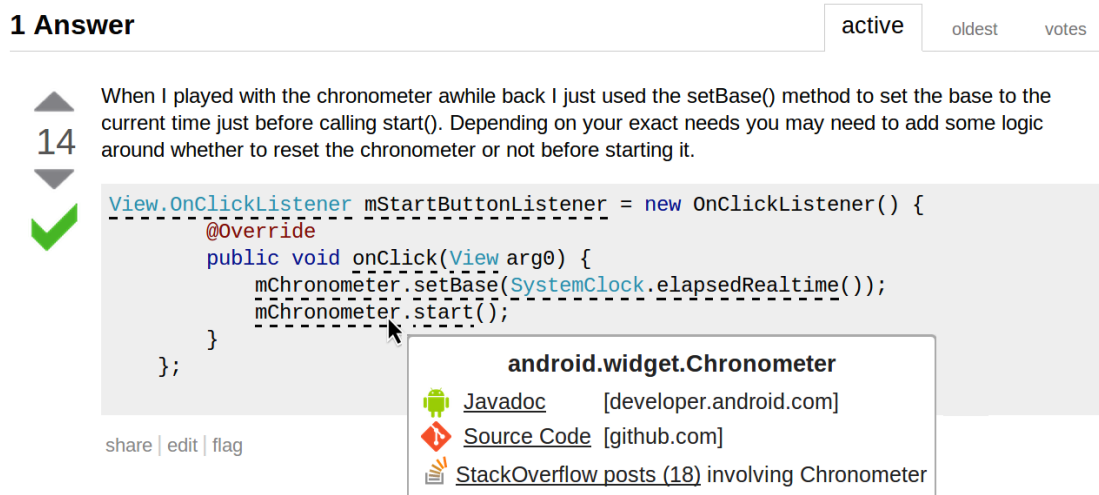 1 Answer
active oldest votes
When I played with the chronometer awhile back I just used the setBase() method to set the base to the
14
current time just before calling start(). Depending on your exact needs you may need to add some logic
around whether to reset the chronometer or not before starting it.
View.OnClickListener mStartButtonListener = new OnClickListener() {
@Override
public void onClick(View arg0) {
mChronometer.setBase(SystemClock.elapsedRealtime());
mChronometer.start();
}
};
android.widget.Chronometer
Javadoc [developer.android.com]
Source Code [github.com]
StackOverflow posts (18) involving Chronometer
share | edit | flag